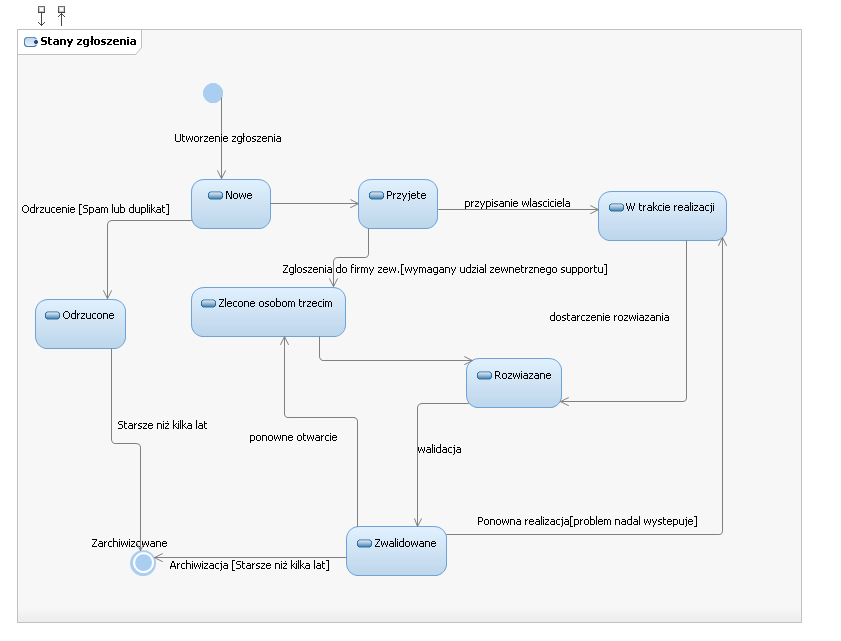 Stany zgłoszenia
Utworzenie zgłoszenia
Nowe
Przyjete
przypisanie wlasciciela
W trakcie realizacji
Odrzucenie [Spam lub duplikat]
Zgloszenia do firmy zew.[wymagany udzial zewnetrznego supportu]
Zlecone osobom trzecim
Odrzucone
dostarczenie rozwiazania
Rozwiazane
Starsze niż kilka lat
ponowne otwarcie
walidacja
Ponowna realizacja[problem nadal wystepuje]
Zarchiwizowane
Zwalidowane
Archiwizacja [Starsze niż kilka lat]